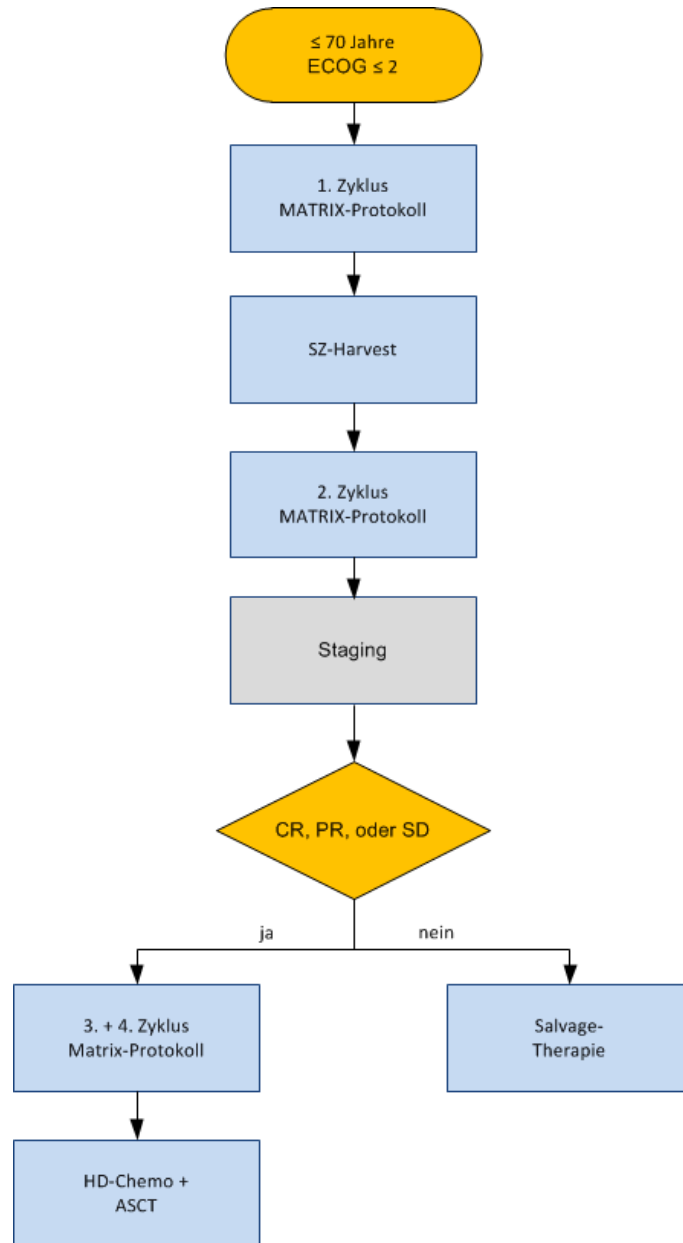 ≤ 70 Jahre
ECOG ≤ 2
1. Zyklus
MATRIX-Protokoll
SZ-Harvest
2. Zyklus
MATRIX-Protokoll
Staging
CR, PR, oder SD
ja
nein
3. + 4. Zyklus
Matrix-Protokoll
Salvage-
Therapie
HD-Chemo +
ASCT